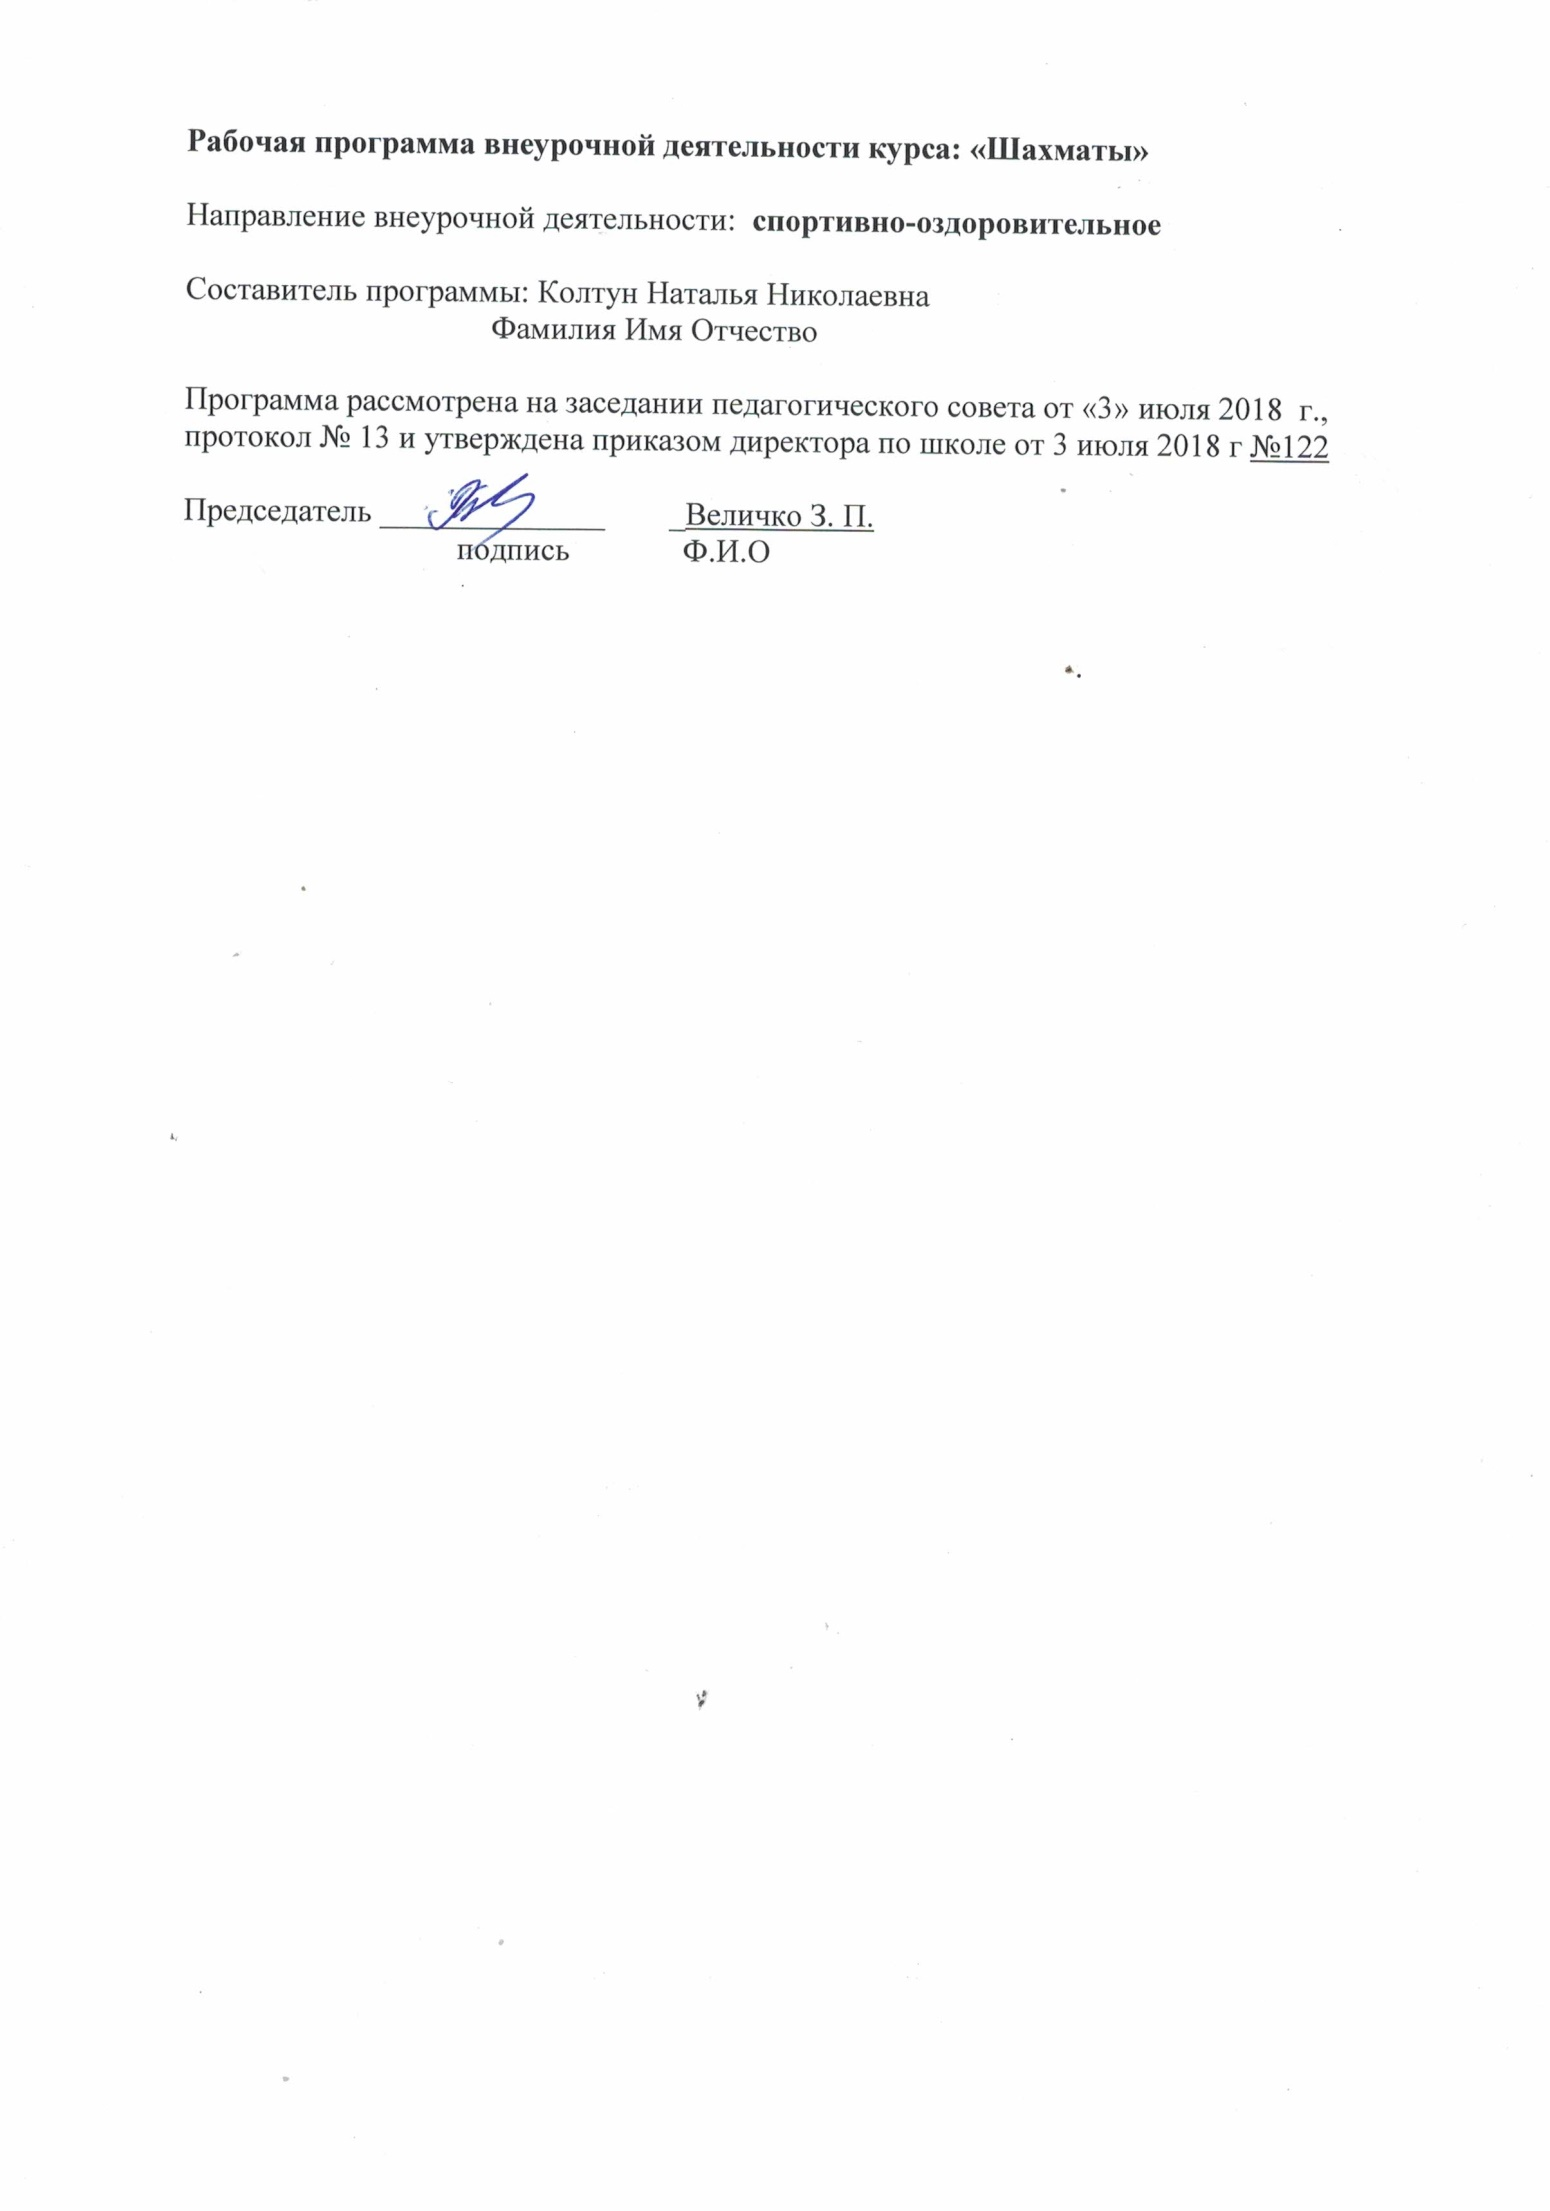 Рабочая программа внеурочной деятельности курса: «Шахматы»
Направление внеурочной деятельности: спортивно-оздоровительное
Составитель программы: Колтун Наталья Николаевна
Фамилия Имя Отчество
Программа рассмотрена на заседании педагогического совета от «3» июля 2018 г.,
протокол № 13 и утверждена приказом директора по школе от 3 июля 2018 г №122
Председатель ______________ _Величко З. П.
подпись Ф.И.О